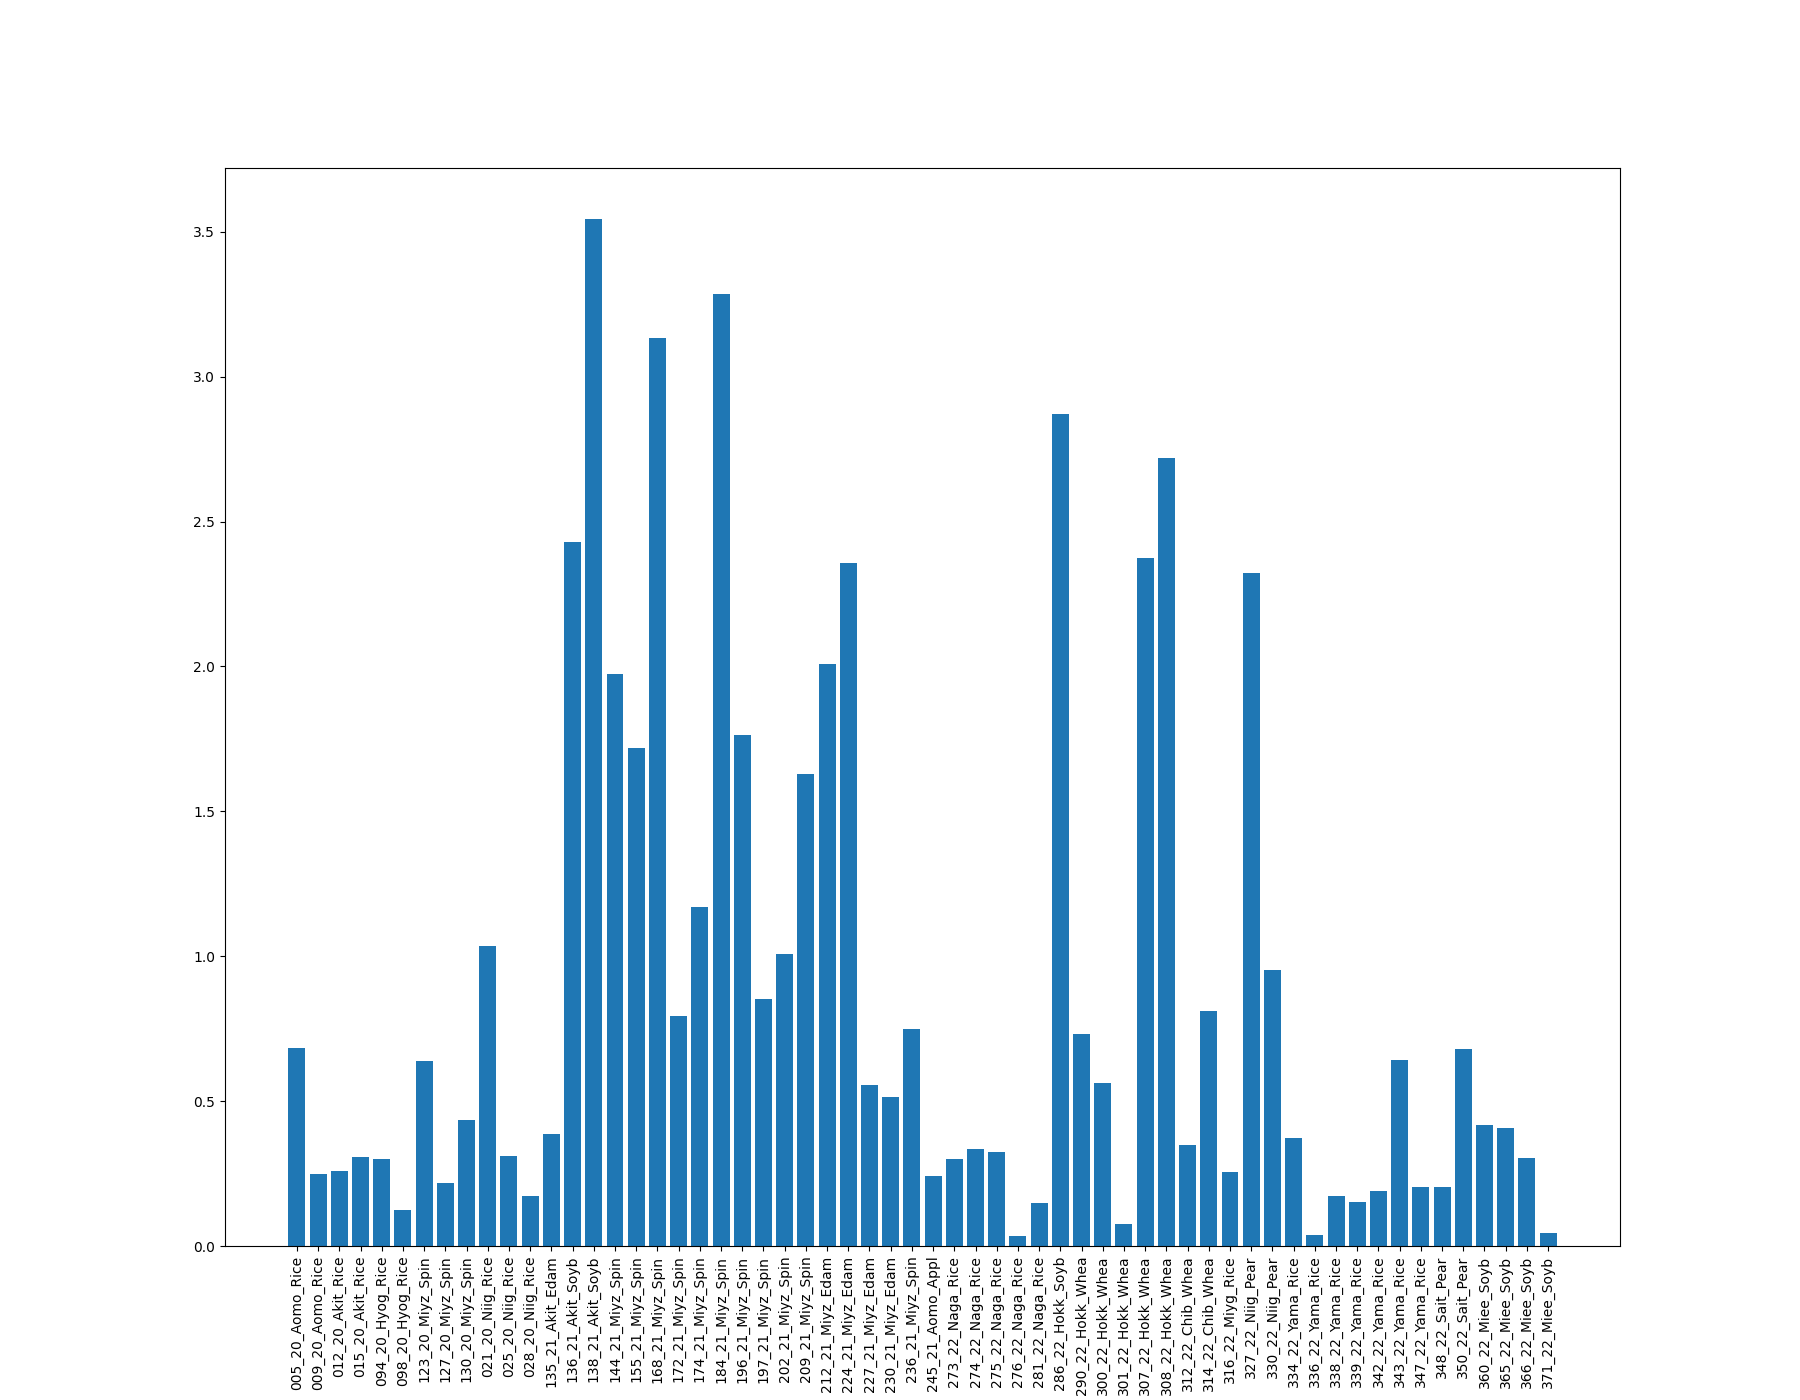 3.5
3.0
2.5
2.0
1.5
1.0
0.5
0.0
005_20_Aomo_Rice
009_20_Aomo_Rice
012_20_Akit_Rice
015_20_Akit_Rice
094_20_Hyog_Rice
098_20_Hyog_Rice
123_20_Miyz_Spin
127_20_Miyz_Spin
130_20_Miyz_Spin
021_20_Niig_Rice
025_20_Niig_Rice
028_20_Niig_Rice
135_21_Akit_Edam
136_21_Akit_Soyb
138_21_Akit_Soyb
144_21_Miyz_Spin
155_21_Miyz_Spin
168_21_Miyz_Spin
172_21_Miyz_Spin
174_21_Miyz_Spin
184_21_Miyz_Spin
196_21_Miyz_Spin
197_21_Miyz_Spin
202_21_Miyz_Spin
209_21_Miyz_Spin
212_21_Miyz_Edam
224_21_Miyz_Edam
227_21_Miyz_Edam
230_21_Miyz_Edam
236_21_Miyz_Spin
245_21_Aomo_Appl
273_22_Naga_Rice
274_22_Naga_Rice
275_22_Naga_Rice
276_22_Naga_Rice
281_22_Naga_Rice
286_22_Hokk_Soyb
290_22_Hokk_Whea
300_22_Hokk_Whea
301_22_Hokk_Whea
307_22_Hokk_Whea
308_22_Hokk_Whea
312_22_Chib_Whea
314_22_Chib_Whea
316_22_Miyg_Rice
327_22_Niig_Pear
330_22_Niig_Pear
334_22_Yama_Rice
336_22_Yama_Rice
338_22_Yama_Rice
339_22_Yama_Rice
342_22_Yama_Rice
343_22_Yama_Rice
347_22_Yama_Rice
348_22_Sait_Pear
350_22_Sait_Pear
360_22_Miee_Soyb
365_22_Miee_Soyb
366_22_Miee_Soyb
371_22_Miee_Soyb